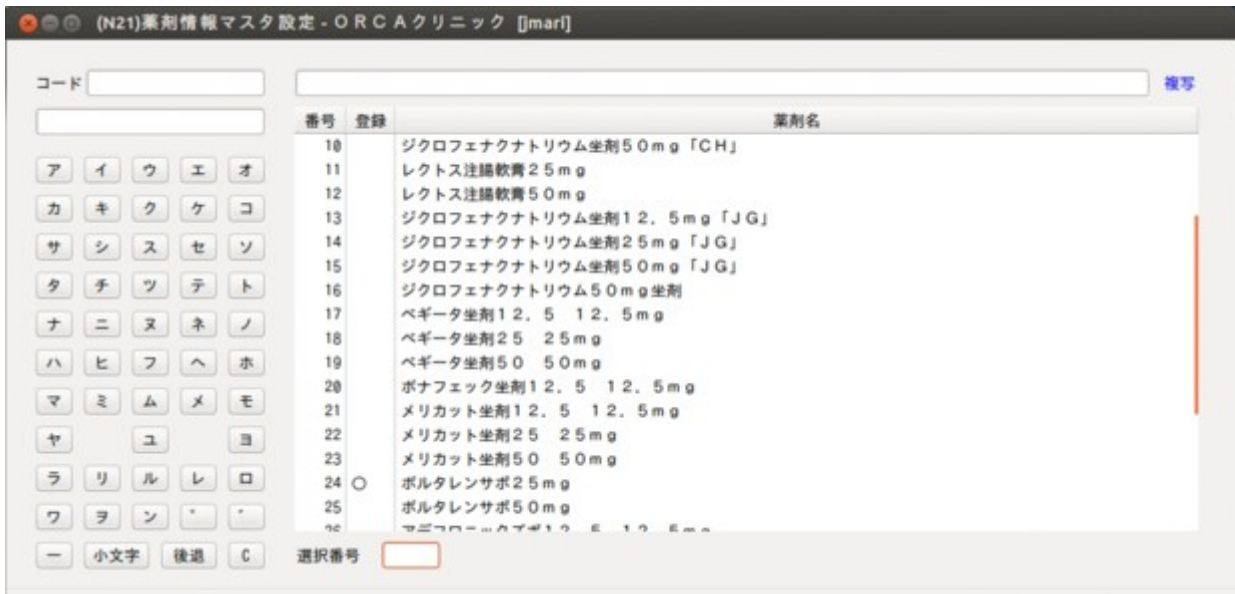 (N21)薬剤情報マスタ設定-ORCAクリニック [jmari]
コード
複写
番号 登録 薬剤名
10 ジクロフェナクナトリウム坐剤50mg「CH」
11 レクトス注腸軟膏25mg
12 レクトス注腸軟膏50mg
13 ジクロフェナクナトリウム坐剤12.5mg「JG」
14 ジクロフェナクナトリウム坐剤25mg「JG」
15 ジクロフェナクナトリウム坐剤50mg「JG」
16 ジクロフェナクナトリウム50mg坐剤
17 ベギータ坐剤12.5 12.5mg
18 ベギータ坐剤25 25mg
19 ベギータ坐剤50 50mg
20 ボナフェック坐剤12.5 12.5mg
21 メリカット坐剤12.5 12.5mg
22 メリカット坐剤25 25mg
23 メリカット坐剤50 50mg
24 ○ ボルタレンサポ25mg
25 ボルタレンサポ50mg
ア イ ウ エ オ
カ キ ク ケ コ
サ シ ス セ ソ
タ チ ツ テ ト
ナ ニ ヌ ネ ノ
ハ ヒ フ ヘ ホ
マ ミ ム メ モ
ヤ ユ ヨ
ラ リ ル レ ロ
ワ ヲ ン ゛ ゜
ー 小文字 後退 C
選択番号